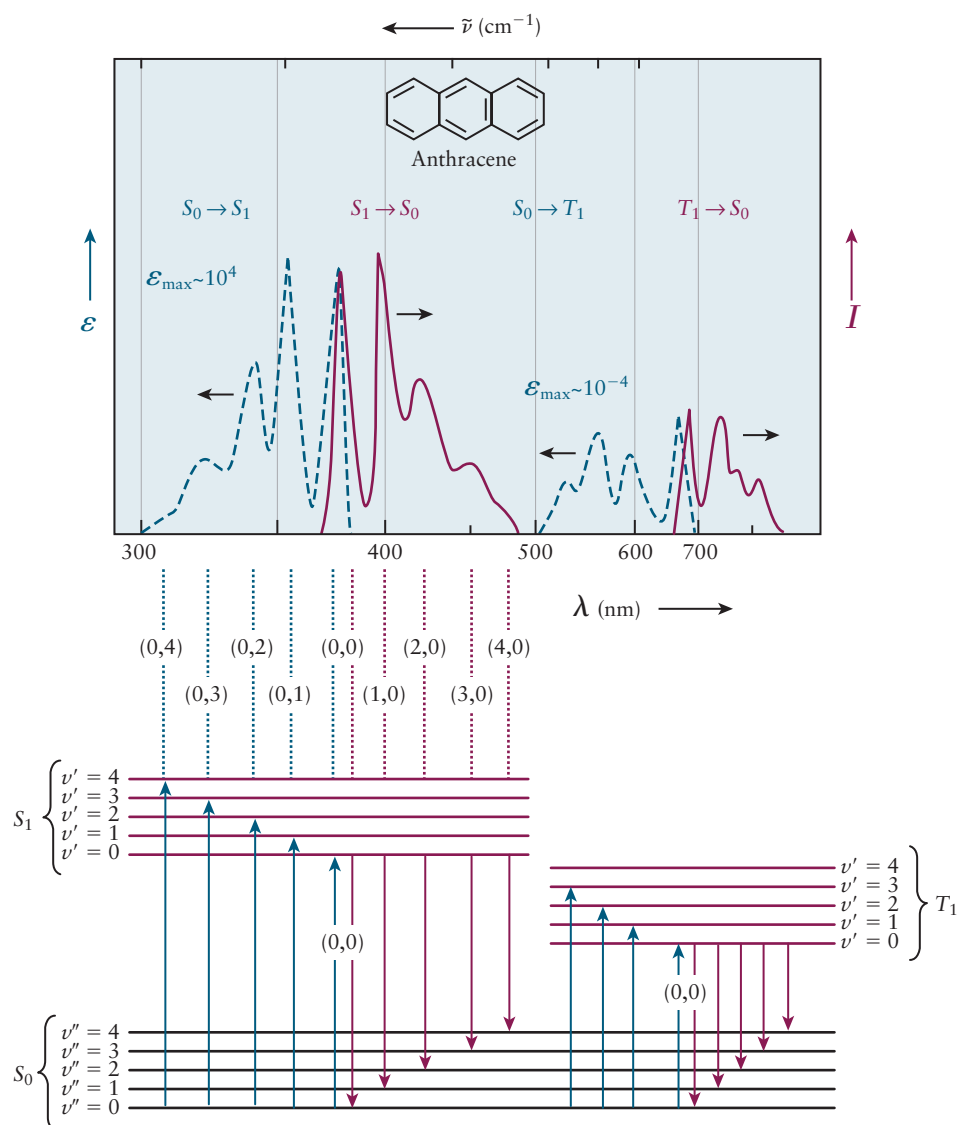 ν̃ (cm⁻¹)
Anthracene
S₀ → S₁
S₁ → S₀
S₀ → T₁
T₁ → S₀
εmax~10⁴
ε
I
εmax~10⁻⁴
300 400 500 600 700
λ (nm)
(0,4) (0,2) (0,0) (2,0) (4,0)
(0,3) (0,1) (1,0) (3,0)
S₁
υ′ = 4
υ′ = 3
υ′ = 2
υ′ = 1
υ′ = 0
(0,0)
υ′ = 4
υ′ = 3
υ′ = 2
υ′ = 1
υ′ = 0
T₁
(0,0)
S₀
υ″ = 4
υ″ = 3
υ″ = 2
υ″ = 1
υ″ = 0